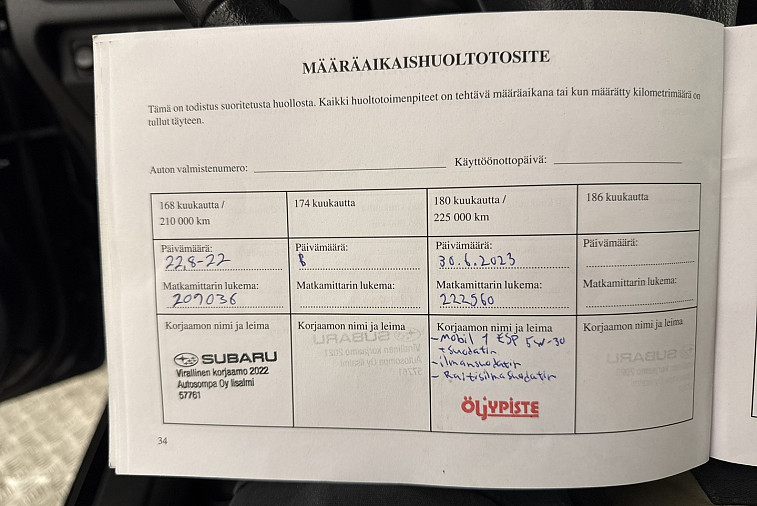 MÄÄRÄAIKAISHUOLTOTOSITE
Tämä on todistus suoritetusta huollosta. Kaikki huoltotoimenpiteet on tehtävä määräaikana tai kun määrätty kilometrimäärä on
tullut täyteen.
Auton valmistenumero: Käyttöönottopäivä:
168 kuukautta /
210 000 km
174 kuukautta
180 kuukautta /
225 000 km
186 kuukautta
Päivämäärä:
22,8-22
Päivämäärä:
Päivämäärä:
30.6.2023
Päivämäärä:
Matkamittarin lukema:
209036
Matkamittarin lukema:
Matkamittarin lukema:
222560
Matkamittarin lukema:
Korjaamon nimi ja leima
SUBARU
Virallinen korjaamo 2022
Autosompa Oy Iisalmi
57761
Korjaamon nimi ja leima
Korjaamon nimi ja leima
-Mobil 1 ESP 5W-30
+suodatin
-ilmansuodatin
-Raitisilmasuodatin
ÖljYPISTE
Korjaamon nimi ja leima
34